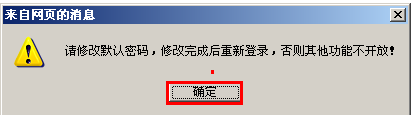 来自网页的消息
请修改默认密码，修改完成后重新登录，否则其他功能不开放！
确定